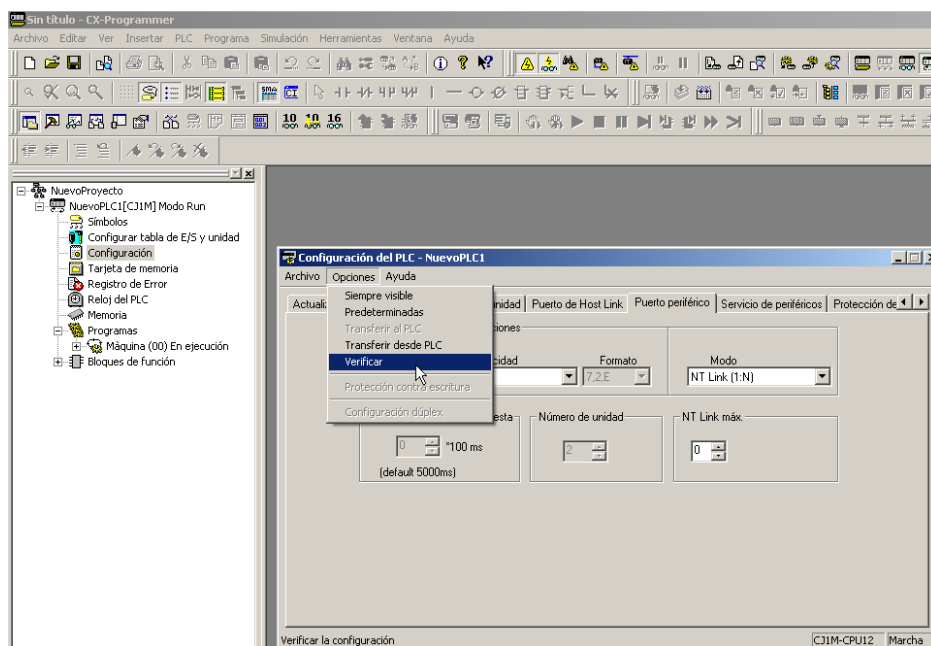 Sin título - CX-Programmer
Archivo Editar Ver Insertar PLC Programa Simulación Herramientas Ventana Ayuda
SMA CI
10 10 16
NuevoProyecto
NuevoPLC1[CJ1M] Modo Run
Símbolos
Configurar tabla de E/S y unidad
Configuración
Tarjeta de memoria
Registro de Error
Reloj del PLC
Memoria
Programas
Máquina (00) En ejecución
Bloques de función
Configuración del PLC - NuevoPLC1
Archivo Opciones Ayuda
Siempre visible
Predeterminadas
Transferir al PLC
Transferir desde PLC
Verificar
Protección contra escritura
Configuración dúplex
Actuali nidad Puerto de Host Link Puerto periférico Servicio de periféricos Protección de
ciones
cidad Formato Modo
7,2,E NT Link (1:N)
esta Número de unidad NT Link máx.
0 *100 ms 2 0
(default 5000ms)
Verificar la configuración CJ1M-CPU12 Marcha